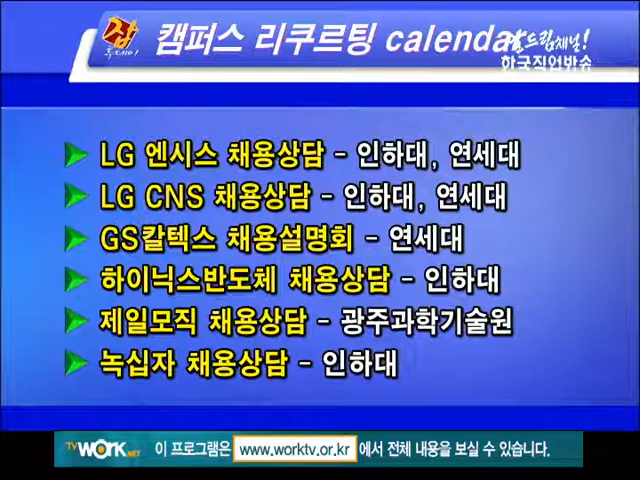 잡
캠퍼스 리쿠르팅 calendar
한국직업방송
LG 엔시스 채용상담 - 인하대, 연세대
LG CNS 채용상담 - 인하대, 연세대
GS칼텍스 채용설명회 - 연세대
하이닉스반도체 채용상담 - 인하대
제일모직 채용상담 - 광주과학기술원
녹십자 채용상담 - 인하대
TV WORK.NET 이 프로그램은 www.worktv.or.kr 에서 전체 내용을 보실 수 있습니다.